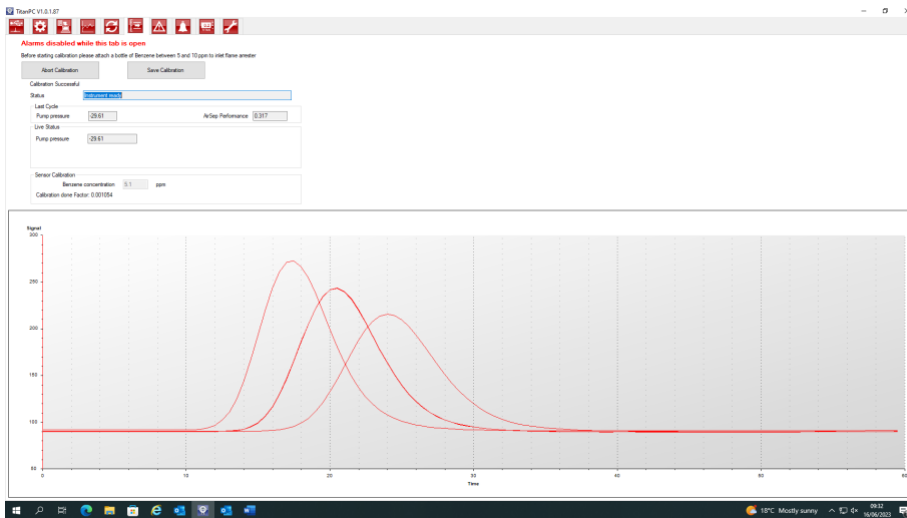 TitanPC V1.0.1.87
Alarms disabled while this tab is open
Before starting calibration please attach a bottle of Benzene between 5 and 10 ppm to inlet flame arrester
Abort Calibration Save Calibration
Calibration Successful
Status Instrument ready
Last Cycle
Pump pressure -29.61 AirSep Performance 0.317
Live Status
Pump pressure -29.61
Sensor Calibration
Benzene concentration 5.1 ppm
Calibration done Factor: 0.001054
Signal
300
250
200
150
100
50
0 10 20 30 40 50 60
Time
18°C Mostly sunny 09:32
16/06/2023